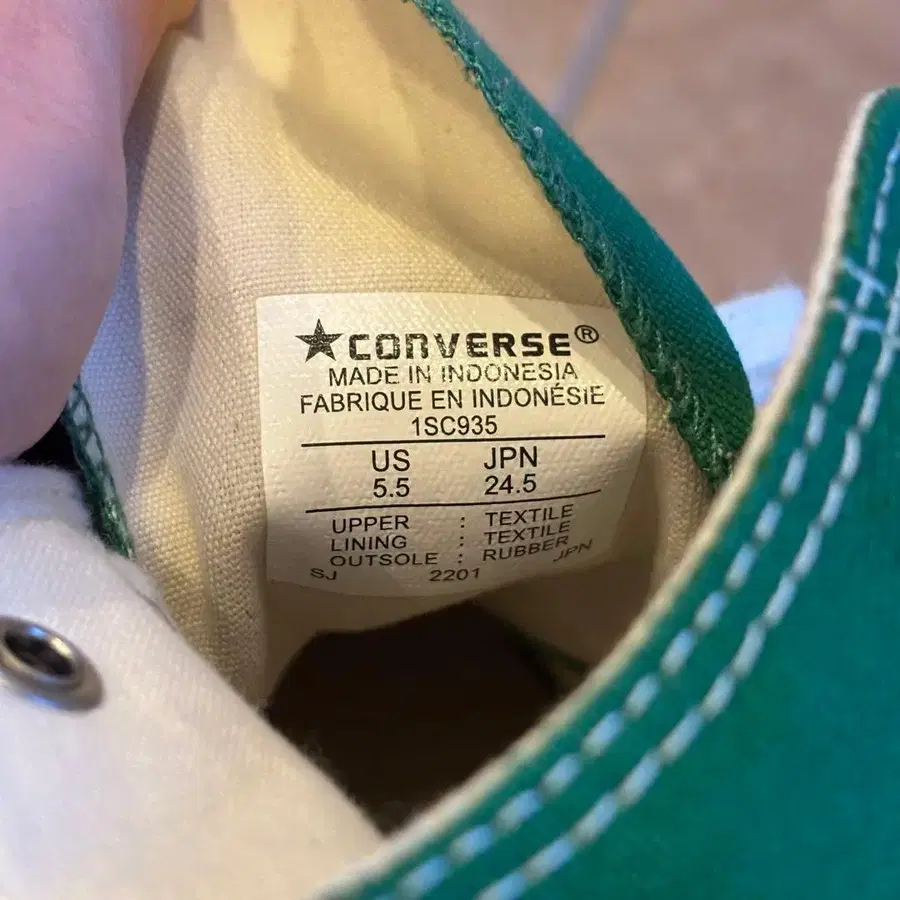 ★CONVERSE®
MADE IN INDONESIA
FABRIQUE EN INDONÉSIE
1SC935
US JPN
5.5 24.5
UPPER : TEXTILE
LINING : TEXTILE
OUTSOLE : RUBBER
SJ 2201 JPN